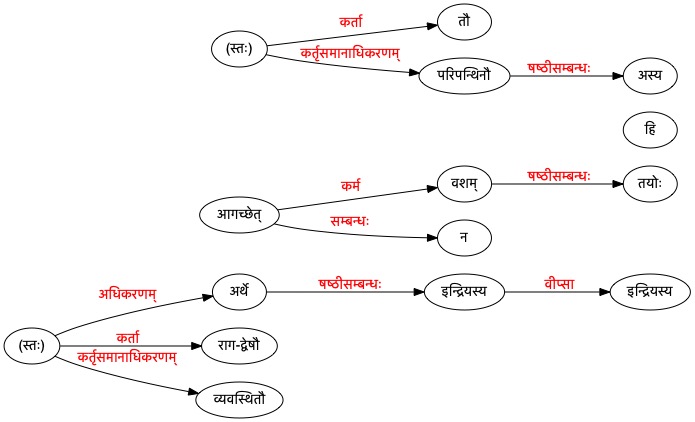 कर्ता
तौ
(स्तः)
कर्तृसमानाधिकरणम्
परिपन्थिनौ
षष्ठीसम्बन्धः
अस्य
हि
कर्म
वशम्
षष्ठीसम्बन्धः
तयोः
आगच्छेत्
सम्बन्धः
न
अधिकरणम्
अर्थे
षष्ठीसम्बन्धः
इन्द्रियस्य
वीप्सा
इन्द्रियस्य
(स्तः)
कर्ता
राग-द्वेषौ
कर्तृसमानाधिकरणम्
व्यवस्थितौ